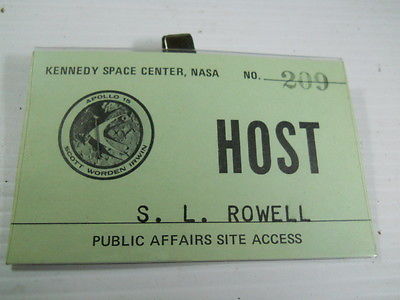 KENNEDY SPACE CENTER, NASA NO. 209
APOLLO 15
SCOTT WORDEN IRWIN
HOST
S. L. ROWELL
PUBLIC AFFAIRS SITE ACCESS